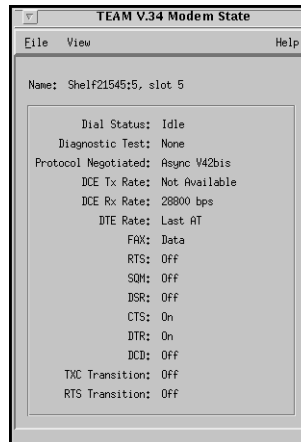 TEAM V.34 Modem State
File View Help
Name: Shelf21545:5, slot 5
Dial Status: Idle
Diagnostic Test: None
Protocol Negotiated: Async V42bis
DCE Tx Rate: Not Available
DCE Rx Rate: 28800 bps
DTE Rate: Last AT
FAX: Data
RTS: Off
SQM: Off
DSR: Off
CTS: On
DTR: On
DCD: Off
TXC Transition: Off
RTS Transition: Off